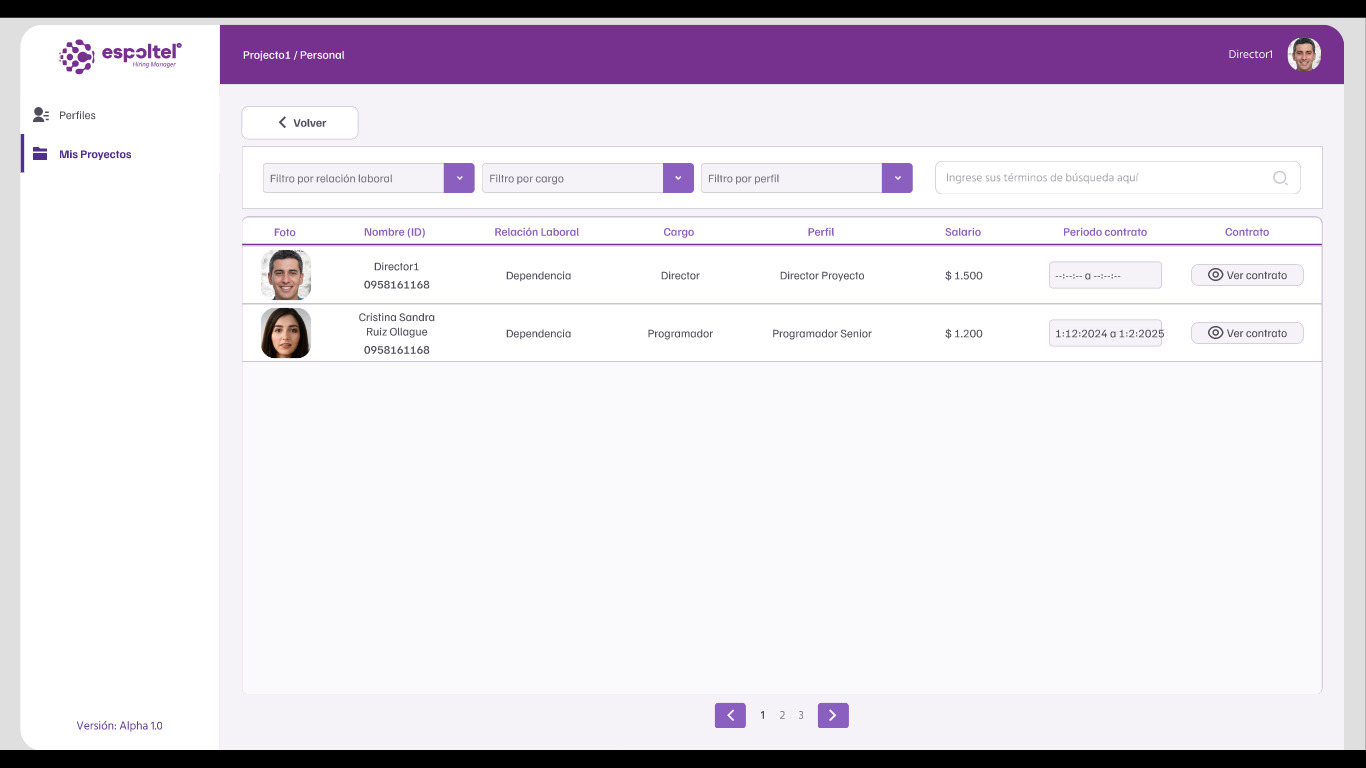 espoltel
Hiring Manager
Projecto1 / Personal
Director1
Perfiles
Mis Proyectos
Volver
Filtro por relación laboral
Filtro por cargo
Filtro por perfil
Ingrese sus términos de búsqueda aquí
Foto Nombre (ID) Relación Laboral Cargo Perfil Salario Periodo contrato Contrato
Director1
0958161168
Dependencia Director Director Proyecto $ 1.500 --:--:-- a --:--:-- Ver contrato
Cristina Sandra
Ruiz Ollague
0958161168
Dependencia Programador Programador Senior $ 1.200 1:12:2024 a 1:2:2025 Ver contrato
1 2 3
Versión: Alpha 1.0